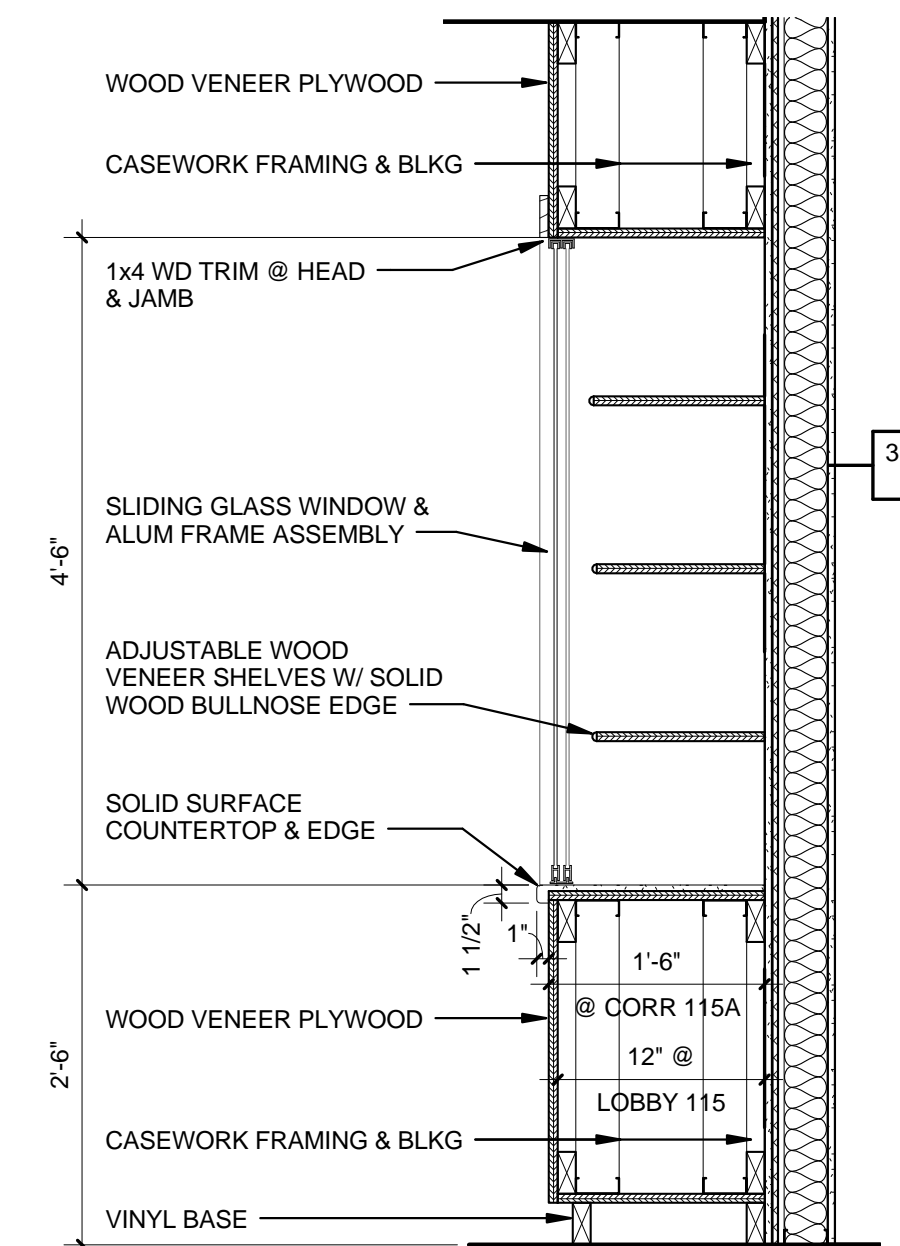 WOOD VENEER PLYWOOD
CASEWORK FRAMING & BLKG
1x4 WD TRIM @ HEAD
& JAMB
3
SLIDING GLASS WINDOW &
ALUM FRAME ASSEMBLY
4'-6"
ADJUSTABLE WOOD
VENEER SHELVES W/ SOLID
WOOD BULLNOSE EDGE
SOLID SURFACE
COUNTERTOP & EDGE
1 1/2"
1"
1'-6"
@ CORR 115A
WOOD VENEER PLYWOOD
12" @
LOBBY 115
2'-6"
CASEWORK FRAMING & BLKG
VINYL BASE